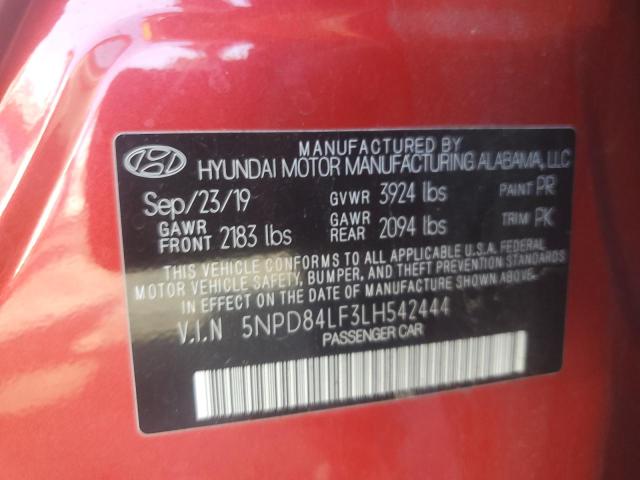 MANUFACTURED BY
HYUNDAI MOTOR MANUFACTURING ALABAMA, LLC
Sep/23/19 GVWR 3924 lbs PAINT PR
GAWR FRONT 2183 lbs GAWR REAR 2094 lbs TRIM PK
THIS VEHICLE CONFORMS TO ALL APPLICABLE U.S.A. FEDERAL
MOTOR VEHICLE SAFETY, BUMPER, AND THEFT PREVENTION STANDARDS
IN EFFECT ON THE DATE OF MANUFACTURE SHOWN ABOVE.
V.I.N 5NPD84LF3LH542444
PASSENGER CAR